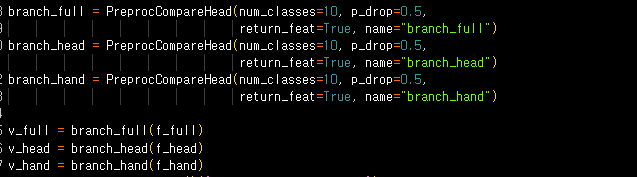 8 branch_full = PreprocCompareHead(num_classes=10, p_drop=0.5,
9 return_feat=True, name="branch_full")
0 branch_head = PreprocCompareHead(num_classes=10, p_drop=0.5,
return_feat=True, name="branch_head")
2 branch_hand = PreprocCompareHead(num_classes=10, p_drop=0.5,
3 return_feat=True, name="branch_hand")
4
5 v_full = branch_full(f_full)
6 v_head = branch_head(f_head)
7 v_hand = branch_hand(f_hand)